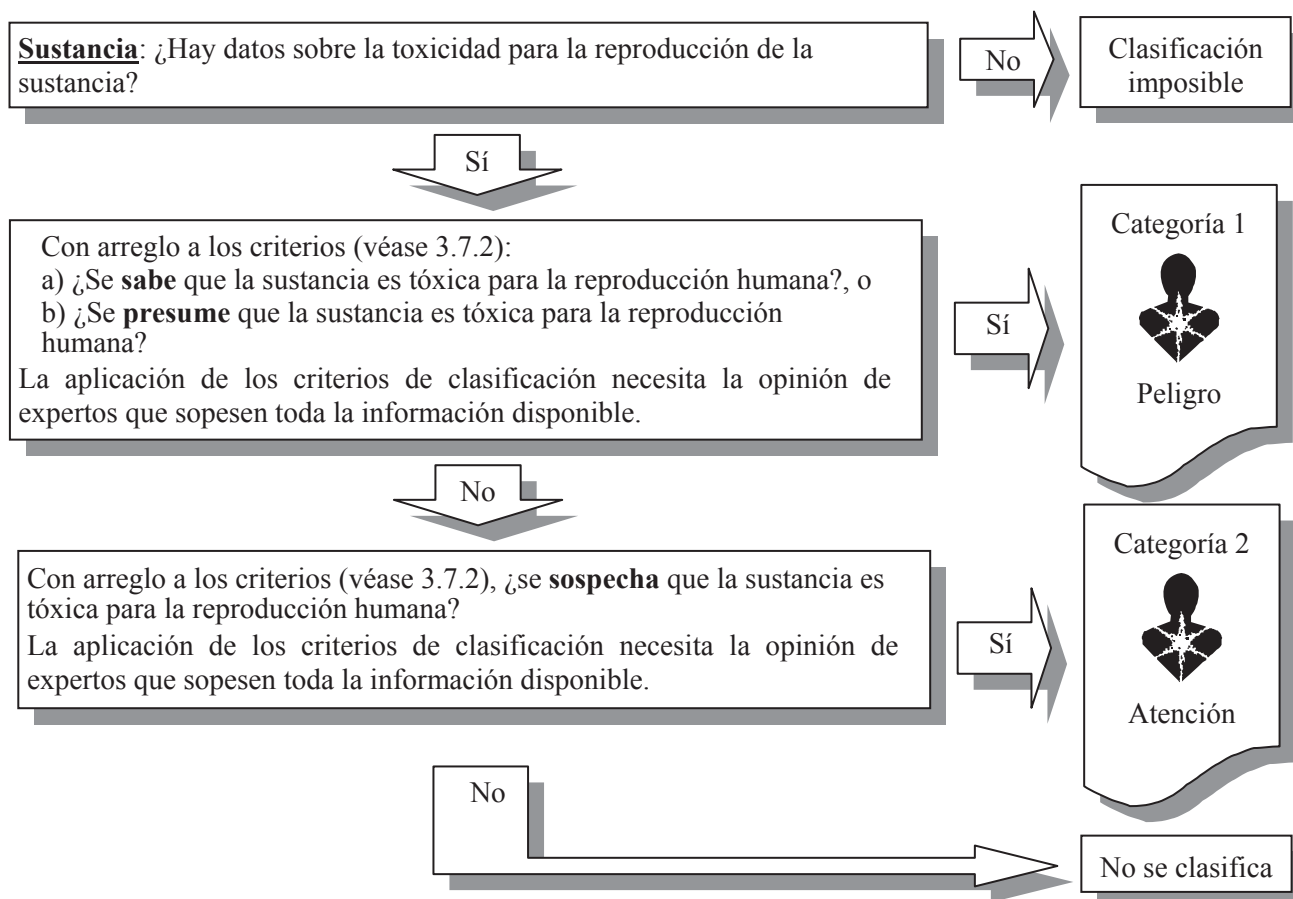 Sustancia: ¿Hay datos sobre la toxicidad para la reproducción de la
sustancia?
No
Clasificación
imposible
Sí
Con arreglo a los criterios (véase 3.7.2):
a) ¿Se sabe que la sustancia es tóxica para la reproducción humana?, o
b) ¿Se presume que la sustancia es tóxica para la reproducción
humana?
La aplicación de los criterios de clasificación necesita la opinión de
expertos que sopesen toda la información disponible.
Sí
Categoría 1
Peligro
No
Con arreglo a los criterios (véase 3.7.2), ¿se sospecha que la sustancia es
tóxica para la reproducción humana?
La aplicación de los criterios de clasificación necesita la opinión de
expertos que sopesen toda la información disponible.
Sí
Categoría 2
Atención
No
No se clasifica